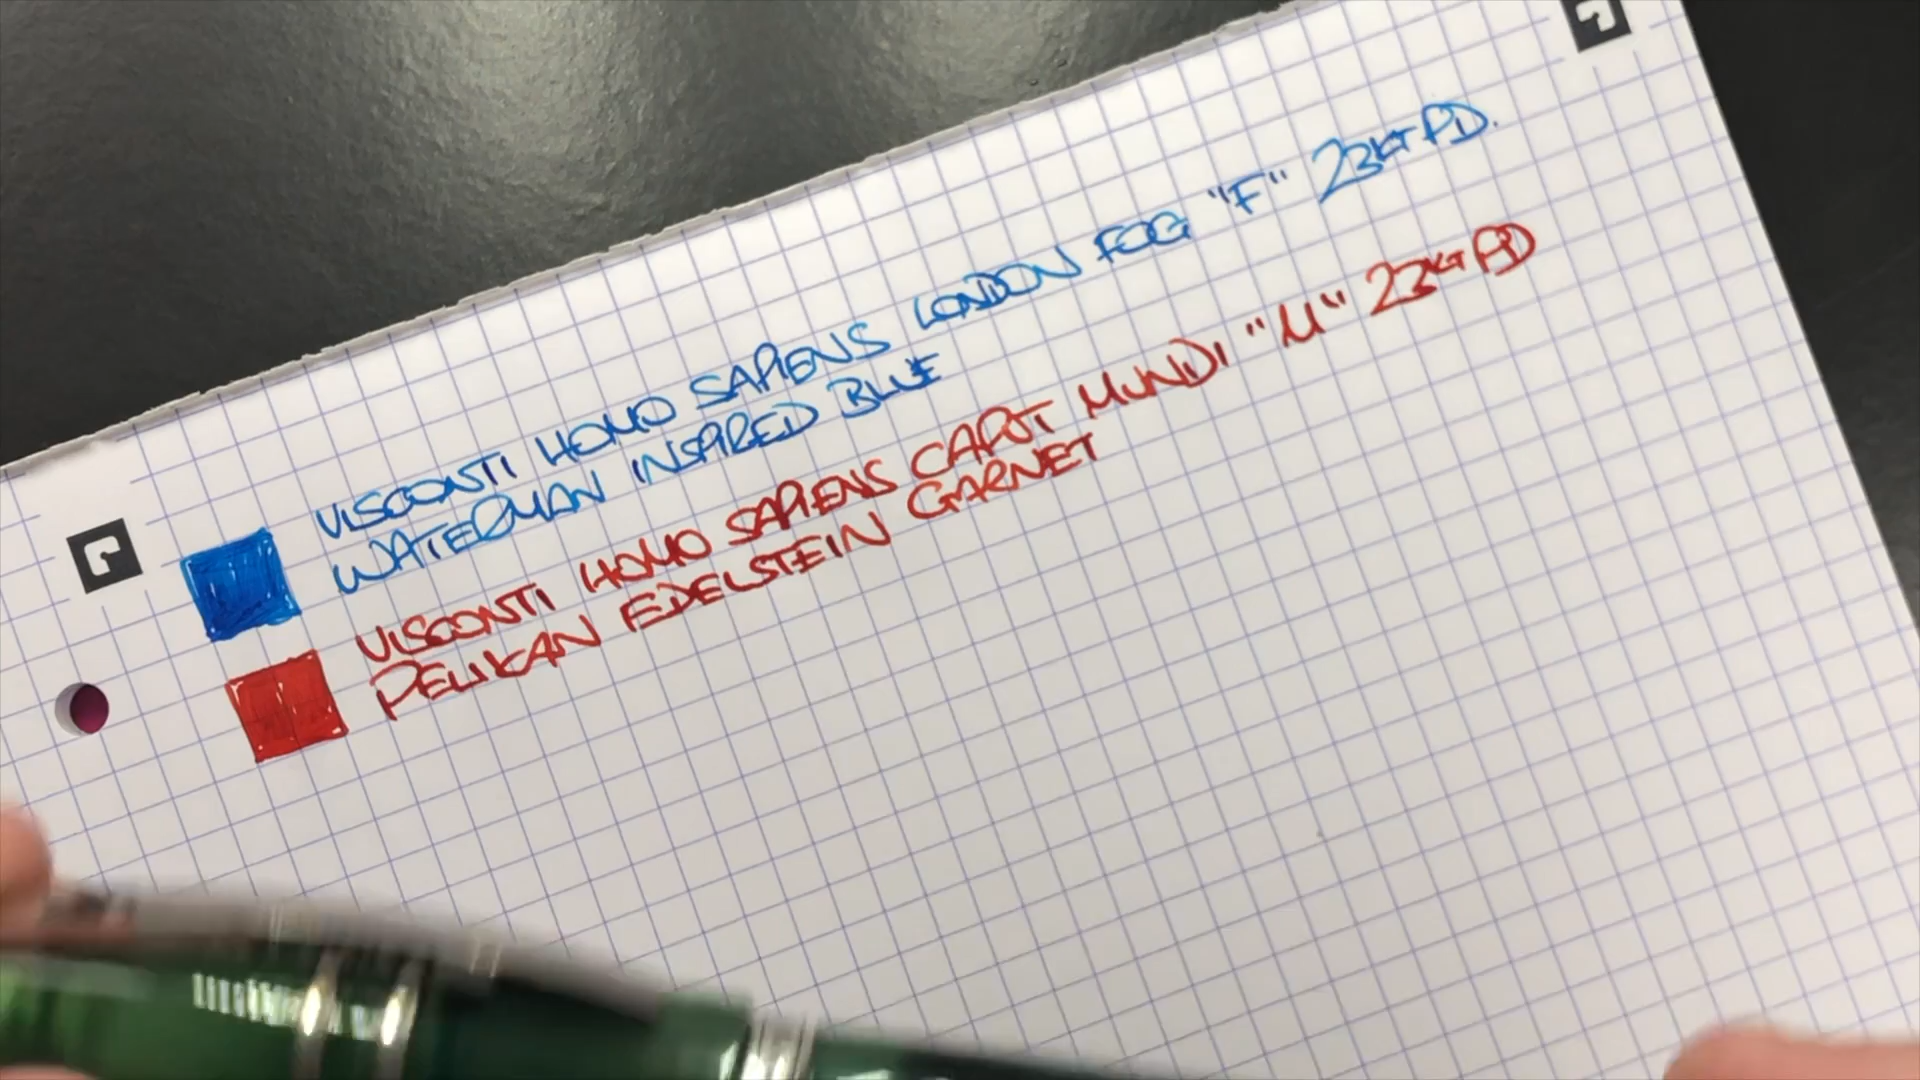 VISCONTI HOMO SAPIENS LONDON FOG "F" 23KT PD.
WATERMAN INSPIRED BLUE
VISCONTI HOMO SAPIENS CAPUT MUNDI "M" 23KT PD
PELIKAN EDELSTEIN GARNET